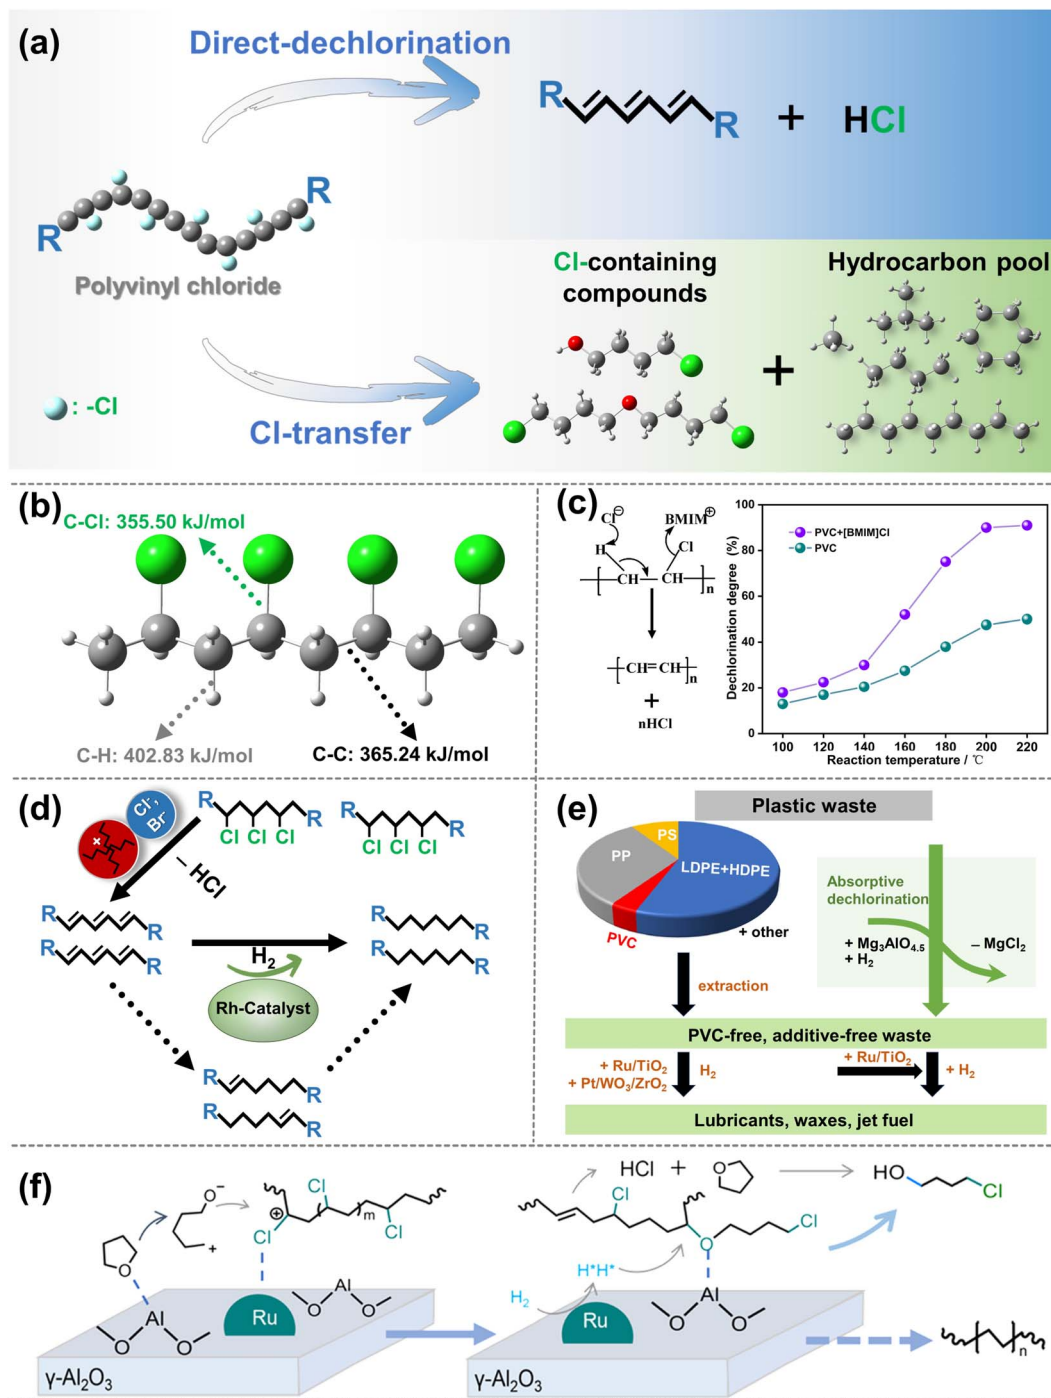 (a)
Direct-dechlorination
R
R
+
HCl
R
R
Polyvinyl chloride
: -Cl
Cl-transfer
Cl-containing
compounds
Hydrocarbon pool
+
(b)
C-Cl: 355.50 kJ/mol
C-H: 402.83 kJ/mol
C-C: 365.24 kJ/mol
(c)
Cl⊖
BMIM⊕
H
Cl
[CH—CH]n
[CH=CH]n
+
nHCl
Dechlorination degree (%)
100
80
60
40
20
0
PVC+[BMIM]Cl
PVC
100 120 140 160 180 200 220
Reaction temperature / ℃
(d)
Cl⁻,
Br⁻
+
R
R
Cl Cl Cl
R
R
Cl Cl Cl
– HCl
R
R
R
R
H₂
Rh-Catalyst
R
R
R
R
R
R
R
R
(e)
Plastic waste
PS
PP
LDPE+HDPE
PVC
+ other
Absorptive
dechlorination
+ Mg₃AlO₄.₅
+ H₂
– MgCl₂
extraction
PVC-free, additive-free waste
+ Ru/TiO₂
+ Pt/WO₃/ZrO₂
H₂
+ Ru/TiO₂
+ H₂
Lubricants, waxes, jet fuel
(f)
O⁻
+
O
Cl
⊕
m
Cl
Cl
Al
O
O
Ru
Al
O
O
γ-Al₂O₃
HCl +
O
HO
Cl
Cl
Cl
O
H*H*
H₂
Ru
Al
O
O
γ-Al₂O₃
n